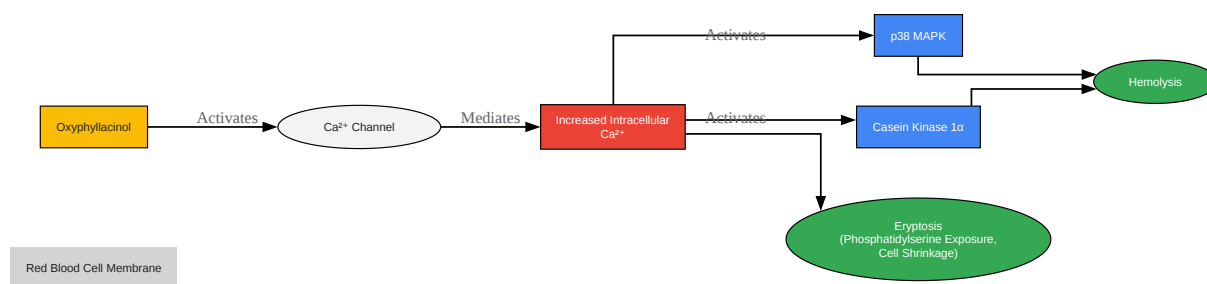 Activates
p38 MAPK
Hemolysis
Oxyphyllacinol
Activates
Ca²⁺ Channel
Mediates
Increased Intracellular
Ca²⁺
Activates
Casein Kinase 1α
Eryptosis
(Phosphatidylserine Exposure,
Cell Shrinkage)
Red Blood Cell Membrane